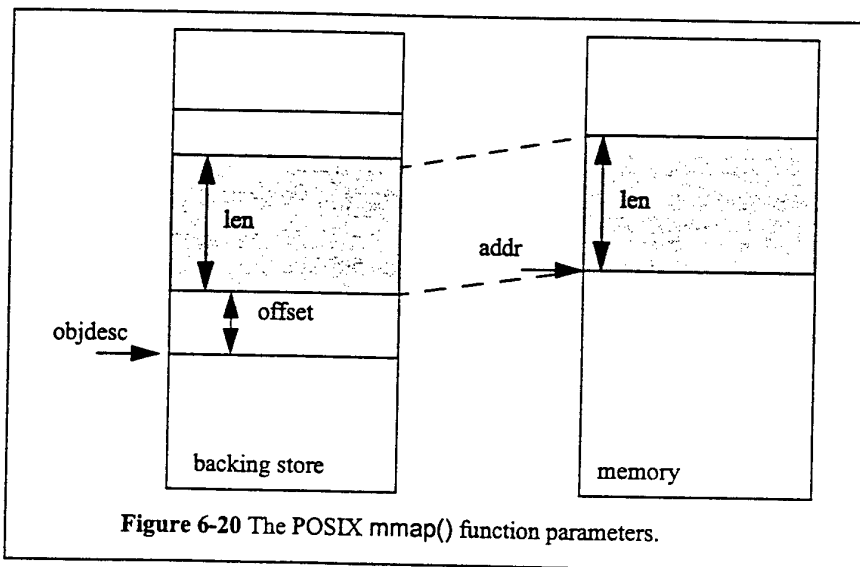 len
len
addr
offset
objdesc
backing store
memory
Figure 6-20 The POSIX mmap() function parameters.